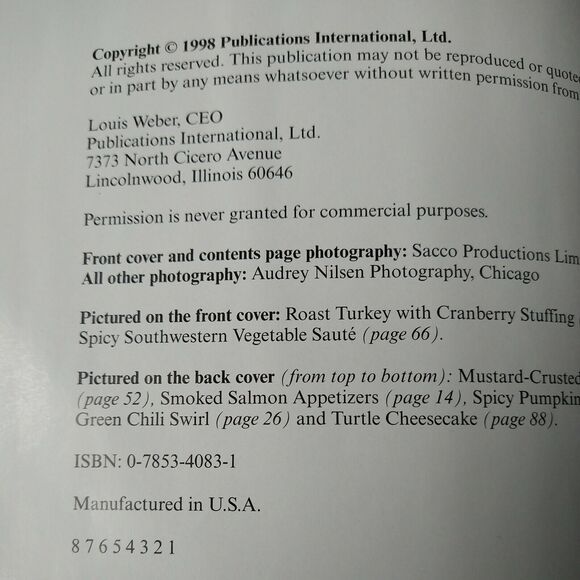 Copyright © 1998 Publications International, Ltd.
All rights reserved. This publication may not be reproduced or quoted
or in part by any means whatsoever without written permission from
Louis Weber, CEO
Publications International, Ltd.
7373 North Cicero Avenue
Lincolnwood, Illinois 60646
Permission is never granted for commercial purposes.
Front cover and contents page photography: Sacco Productions Lim
All other photography: Audrey Nilsen Photography, Chicago
Pictured on the front cover: Roast Turkey with Cranberry Stuffing
Spicy Southwestern Vegetable Sauté (page 66).
Pictured on the back cover (from top to bottom): Mustard-Crusted
(page 52), Smoked Salmon Appetizers (page 14), Spicy Pumpkin
Green Chili Swirl (page 26) and Turtle Cheesecake (page 88).
ISBN: 0-7853-4083-1
Manufactured in U.S.A.
8 7 6 5 4 3 2 1